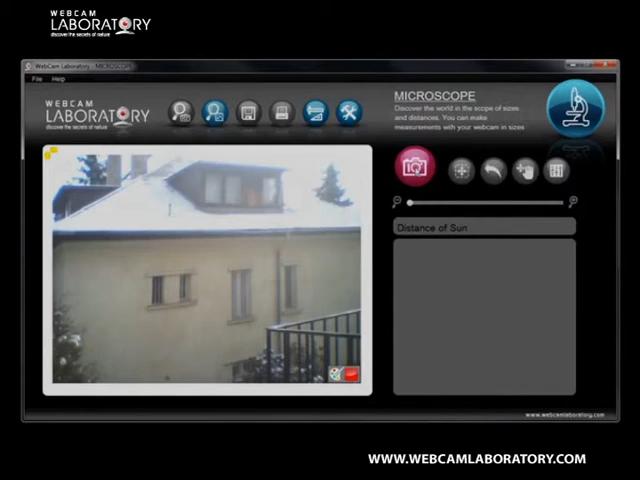 WEBCAM
LABORATORY
discover the secrets of nature
WebCam Laboratory - MICROSCOPE
File Help
WEBCAM
LABORATORY
discover the secrets of nature
MICROSCOPE
Discover the world in the scope of sizes
and distances. You can make
measurements with your webcam in sizes
Distance of Sun
www.webcamlaboratory.com
WWW.WEBCAMLABORATORY.COM